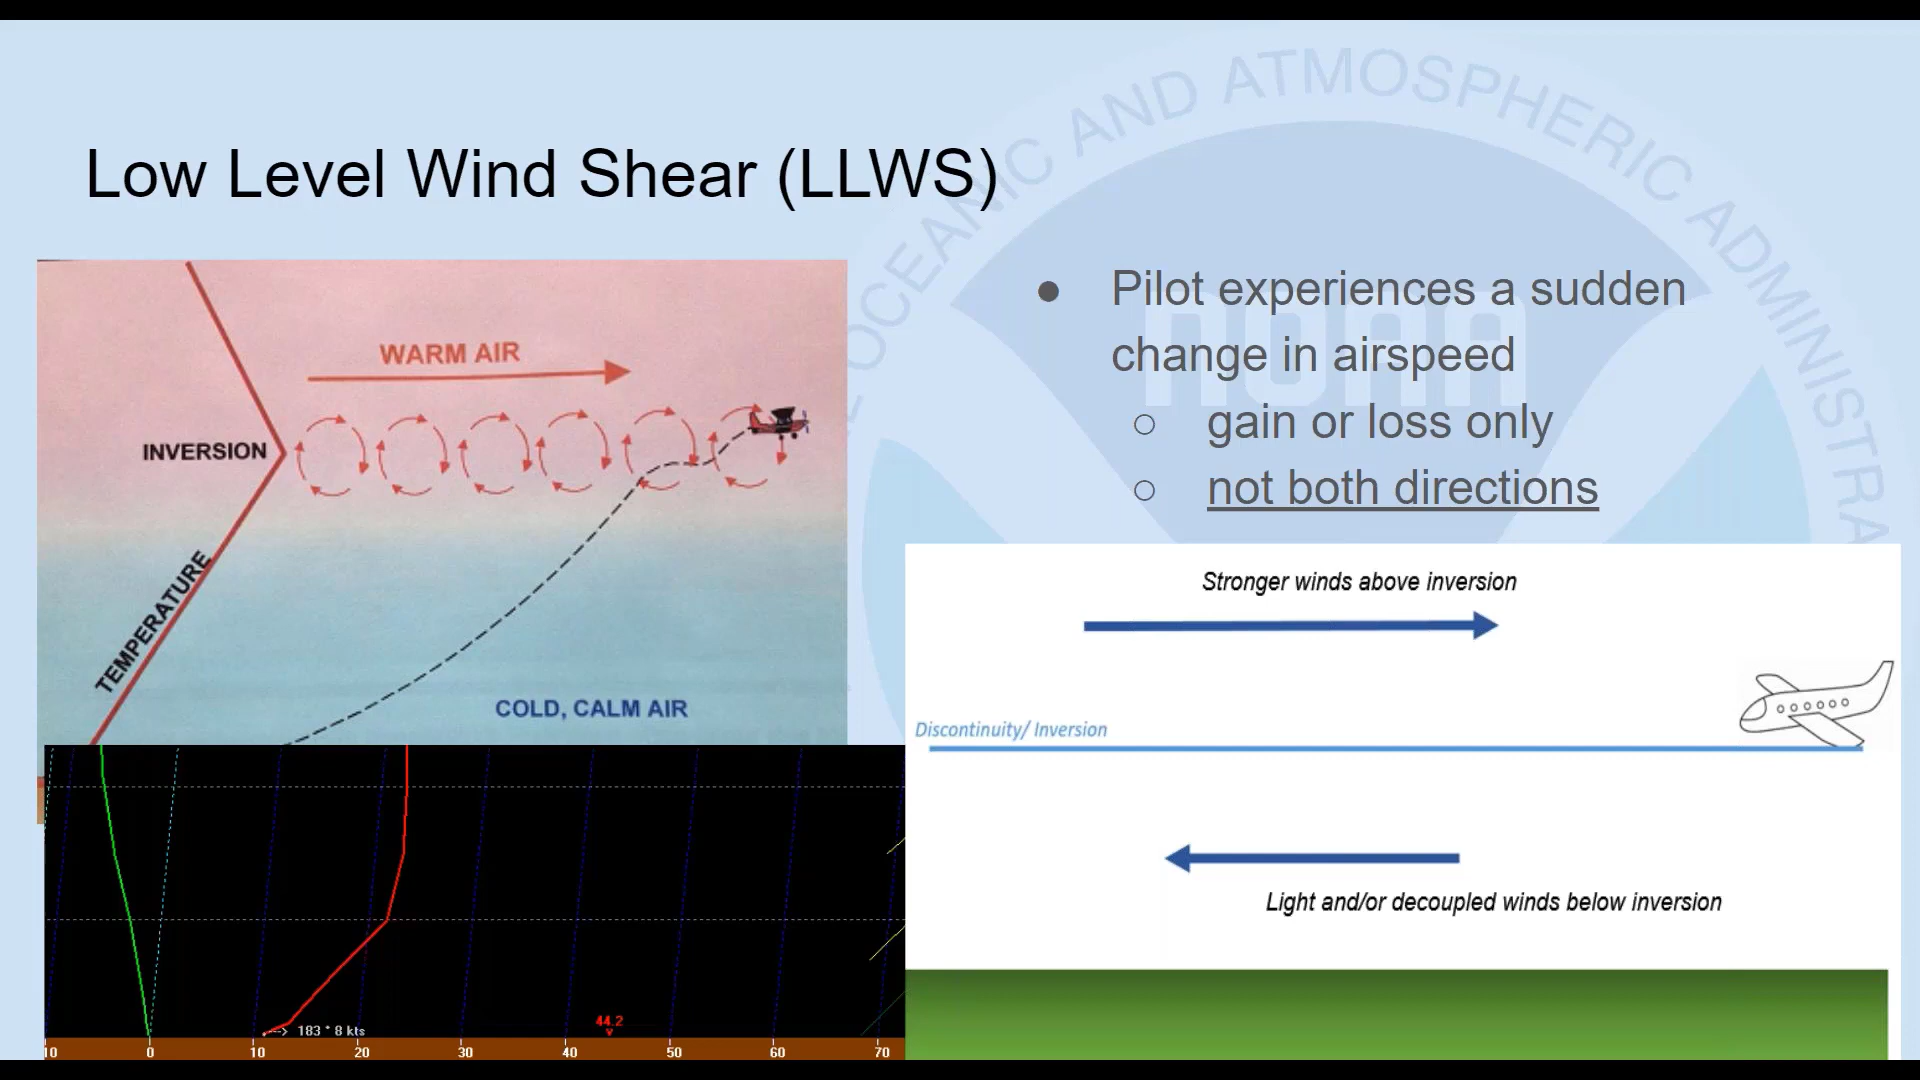 OCEANIC AND ATMOSPHERIC ADMINISTRA
NOAA
Low Level Wind Shear (LLWS)
WARM AIR
INVERSION
TEMPERATURE
COLD, CALM AIR
● Pilot experiences a sudden
change in airspeed
○ gain or loss only
○ not both directions
Stronger winds above inversion
Discontinuity/ Inversion
Light and/or decoupled winds below inversion
183 * 8 kts
44.2
10 0 10 20 30 40 50 60 70